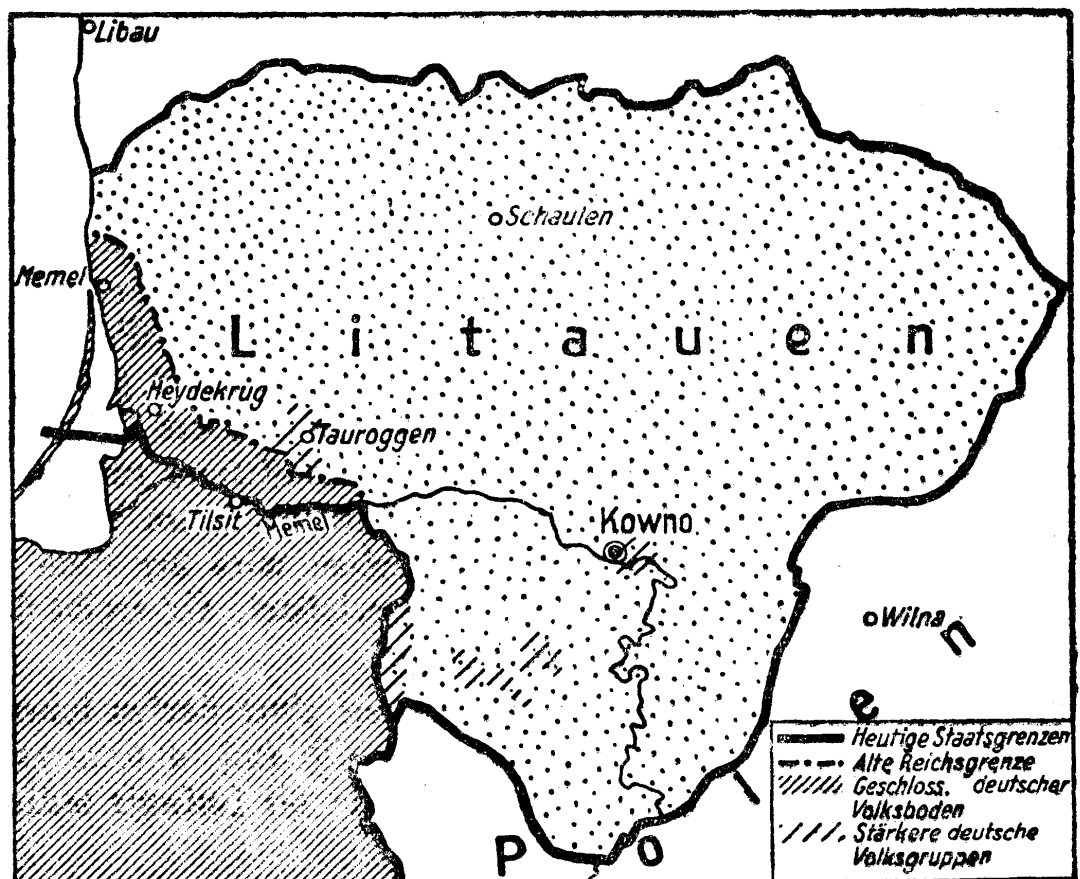 Libau
Schaulen
Memel
Litauen
Heydekrug
Tauroggen
Tilsit
Memel
Kowno
Wilna
Polen
Heutige Staatsgrenzen
Alte Reichsgrenze
Geschloss. deutscher
Volksboden
Stärkere deutsche
Volksgruppen